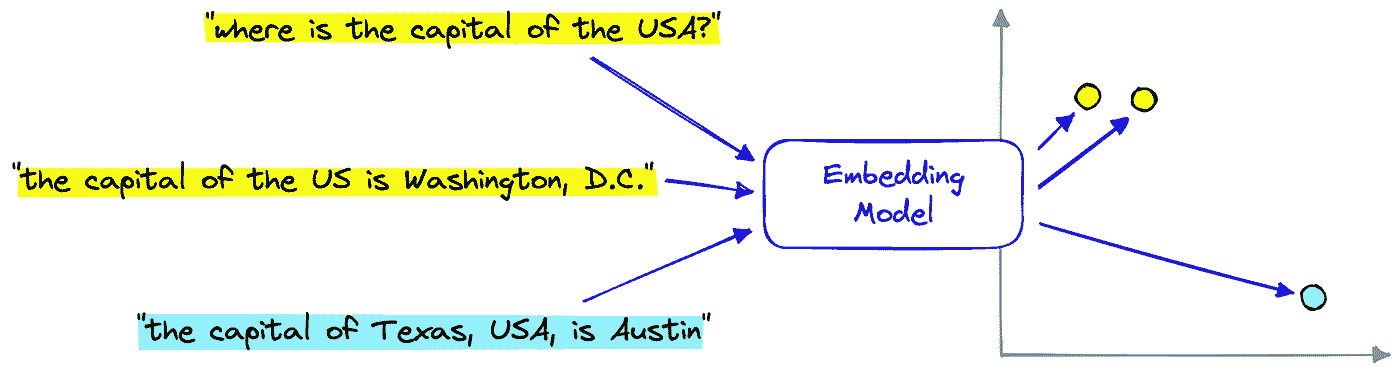 "where is the capital of the USA?"
"the capital of the US is Washington, D.C."
Embedding
Model
"the capital of Texas, USA, is Austin"